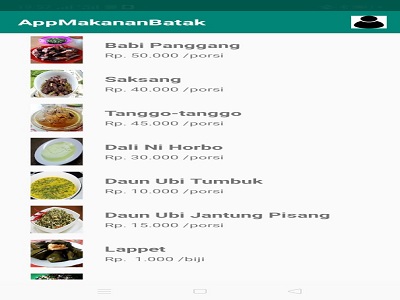 AppMakananBatak
Babi Panggang
Rp. 50.000 /porsi
Saksang
Rp. 40.000 /porsi
Tanggo-tanggo
Rp. 45.000 /porsi
Dali Ni Horbo
Rp. 30.000 /porsi
Daun Ubi Tumbuk
Rp. 10.000 /porsi
Daun Ubi Jantung Pisang
Rp. 15.000 /porsi
Lappet
Rp. 1.000 /biji